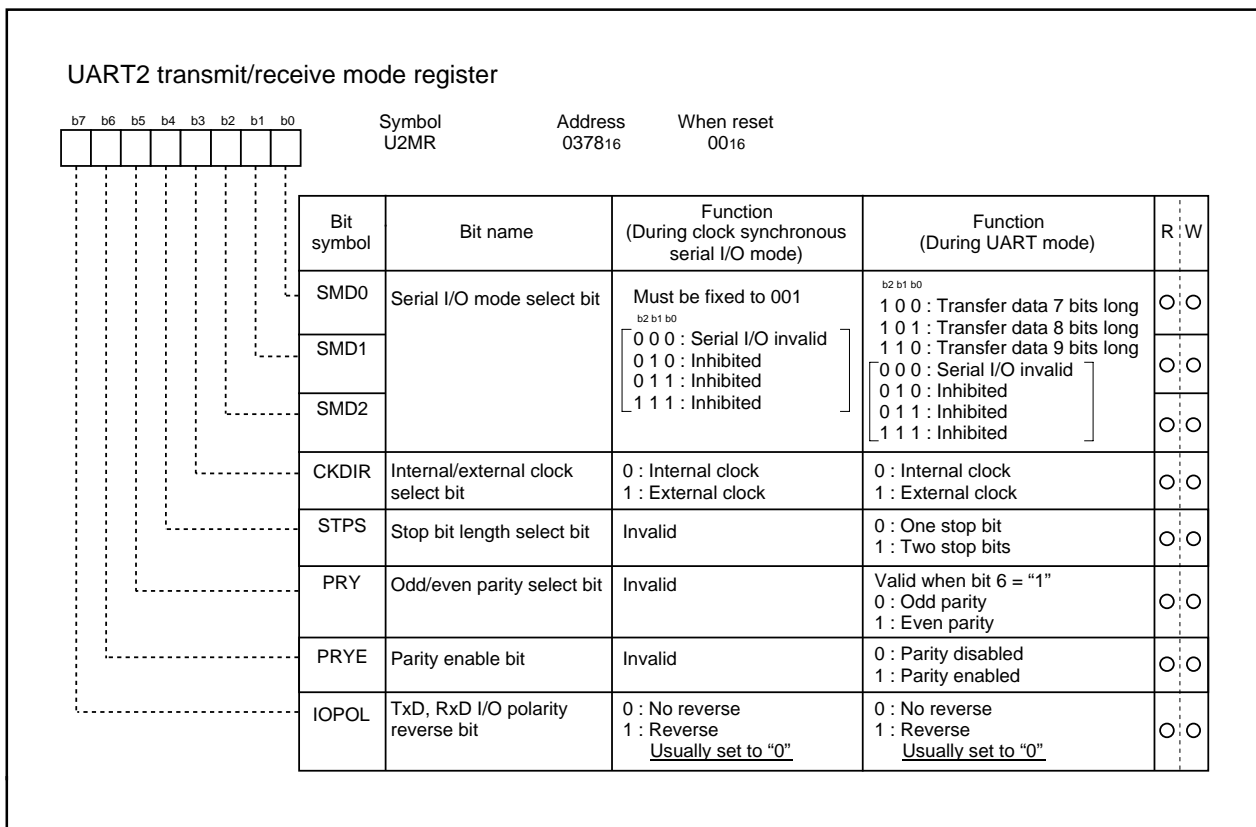 UART2 transmit/receive mode register
b7 b6 b5 b4 b3 b2 b1 b0
Symbol Address When reset
U2MR 037816 0016
Bit symbol
Bit name
Function
(During clock synchronous
serial I/O mode)
Function
(During UART mode)
R W
SMD0
SMD1
SMD2
Serial I/O mode select bit
Must be fixed to 001
b2 b1 b0
0 0 0 : Serial I/O invalid
0 1 0 : Inhibited
0 1 1 : Inhibited
1 1 1 : Inhibited
b2 b1 b0
1 0 0 : Transfer data 7 bits long
1 0 1 : Transfer data 8 bits long
1 1 0 : Transfer data 9 bits long
0 0 0 : Serial I/O invalid
0 1 0 : Inhibited
0 1 1 : Inhibited
1 1 1 : Inhibited
CKDIR
Internal/external clock
select bit
0 : Internal clock
1 : External clock
0 : Internal clock
1 : External clock
STPS
Stop bit length select bit
Invalid
0 : One stop bit
1 : Two stop bits
PRY
Odd/even parity select bit
Invalid
Valid when bit 6 = “1”
0 : Odd parity
1 : Even parity
PRYE
Parity enable bit
Invalid
0 : Parity disabled
1 : Parity enabled
IOPOL
TxD, RxD I/O polarity
reverse bit
0 : No reverse
1 : Reverse
Usually set to “0”
0 : No reverse
1 : Reverse
Usually set to “0”